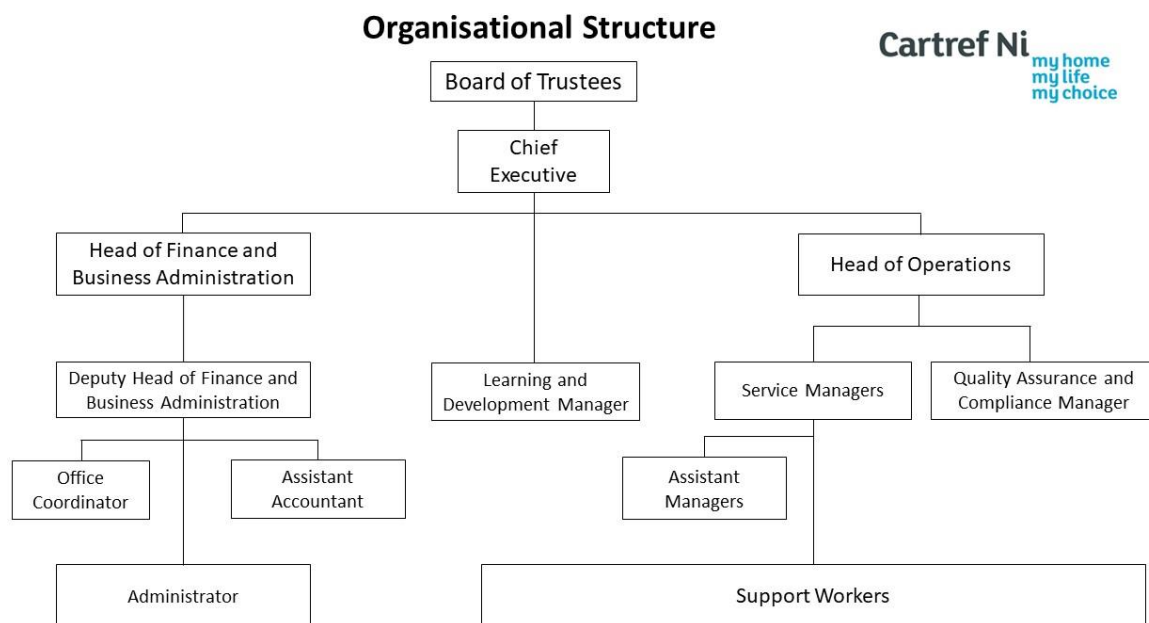 Organisational Structure
Cartref Ni
my home
my life
my choice
Board of Trustees
Chief
Executive
Head of Finance and
Business Administration
Head of Operations
Deputy Head of Finance and
Business Administration
Learning and
Development Manager
Service Managers
Quality Assurance and
Compliance Manager
Office
Coordinator
Assistant
Accountant
Assistant
Managers
Administrator
Support Workers